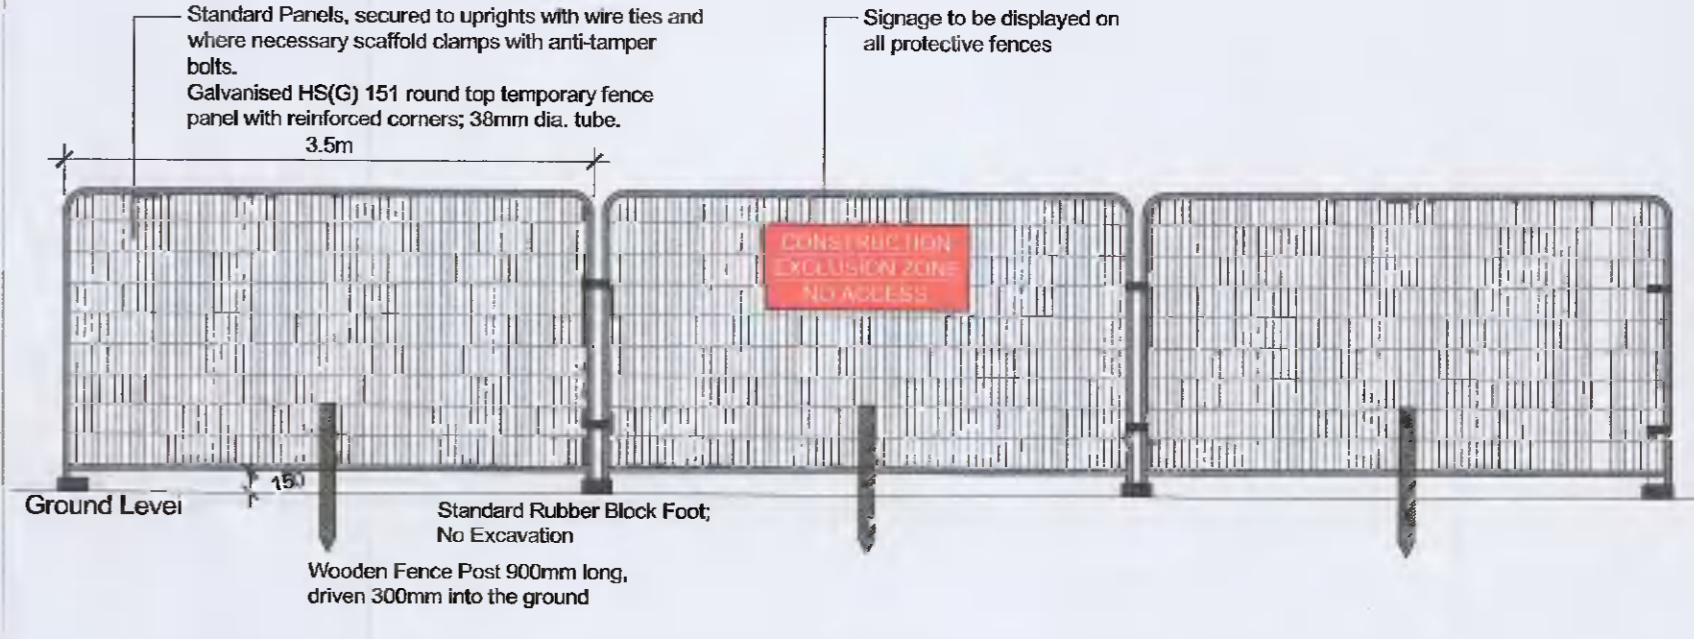 Standard Panels, secured to uprights with wire ties and
where necessary scaffold clamps with anti-tamper
bolts.
Galvanised HS(G) 151 round top temporary fence
panel with reinforced corners; 38mm dia. tube.
3.5m
Signage to be displayed on
all protective fences
CONSTRUCTION
EXCLUSION ZONE
NO ACCESS
150
Ground Level
Standard Rubber Block Foot;
No Excavation
Wooden Fence Post 900mm long,
driven 300mm into the ground